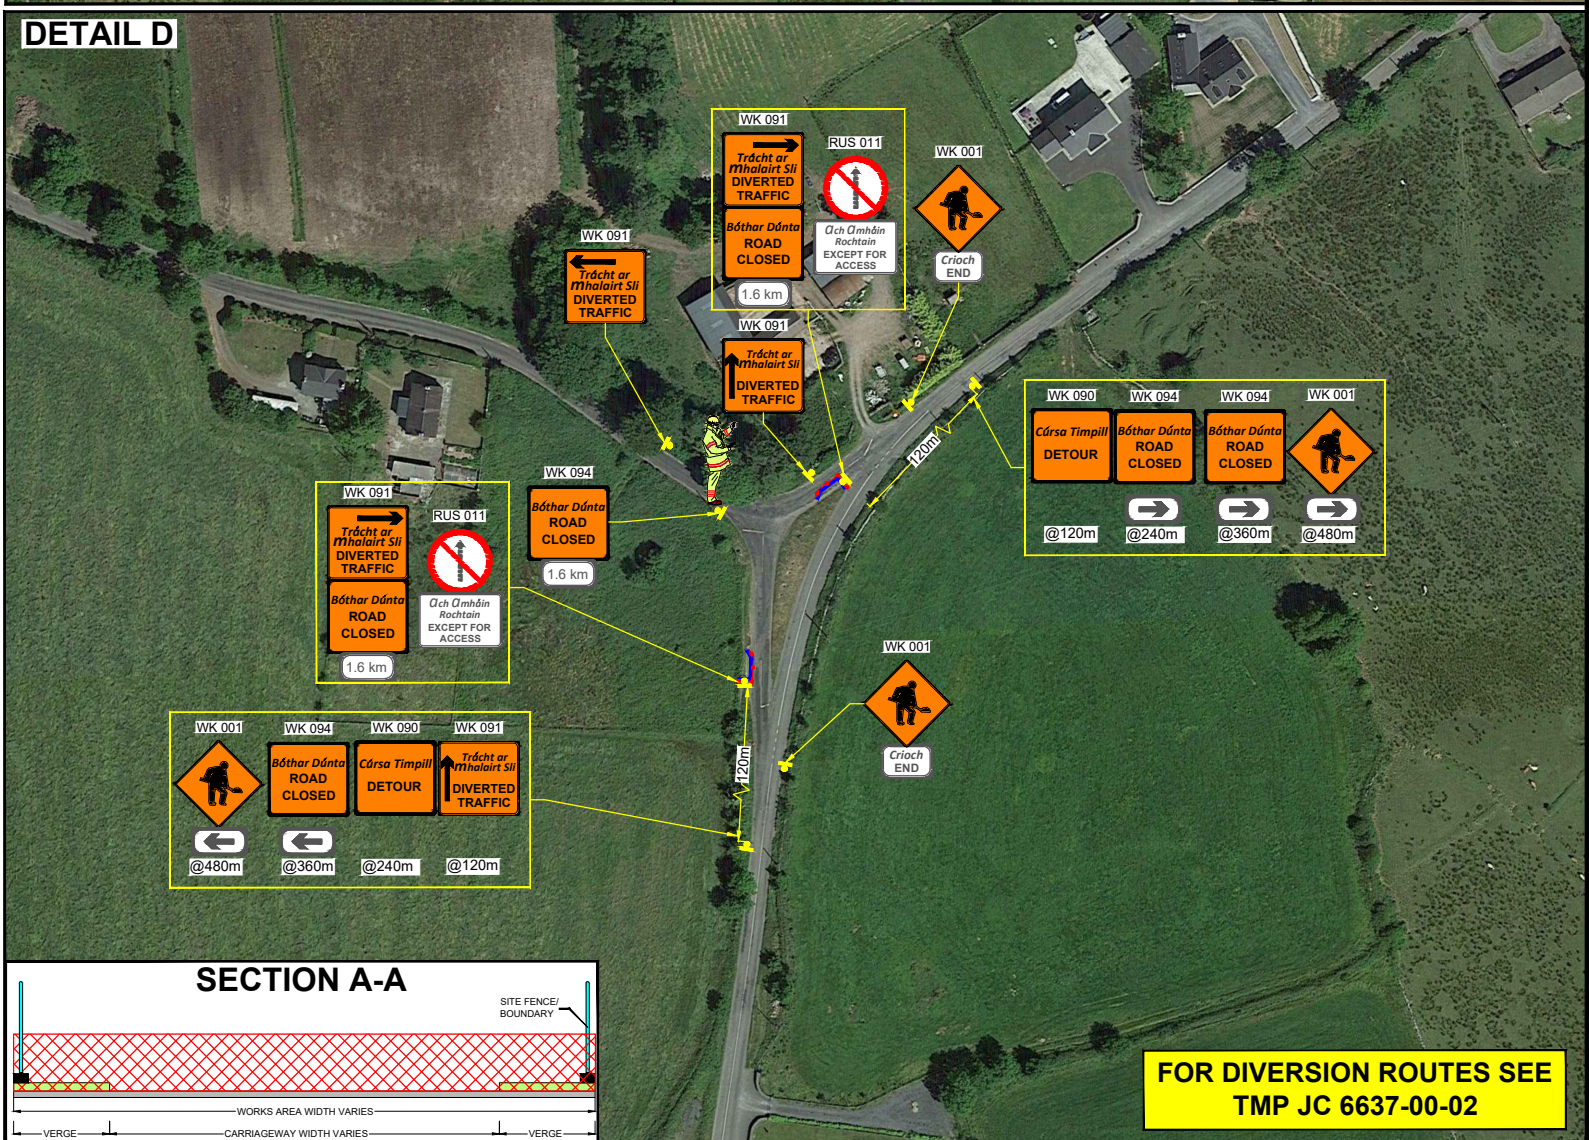 DETAIL D
WK 091
Trácht ar
mhalairt Slí
DIVERTED
TRAFFIC
Bóthar Dúnta
ROAD
CLOSED
1.6 km
RUS 011
Ach Amháin
Rochtain
EXCEPT FOR
ACCESS
WK 001
Críoch
END
WK 091
Trácht ar
mhalairt Slí
DIVERTED
TRAFFIC
WK 091
Trácht ar
mhalairt Slí
DIVERTED
TRAFFIC
120m
WK 090
Cúrsa Timpill
DETOUR
@120m
WK 094
Bóthar Dúnta
ROAD
CLOSED
@240m
WK 094
Bóthar Dúnta
ROAD
CLOSED
@360m
WK 001
@480m
WK 094
Bóthar Dúnta
ROAD
CLOSED
1.6 km
WK 091
Trácht ar
mhalairt Slí
DIVERTED
TRAFFIC
Bóthar Dúnta
ROAD
CLOSED
1.6 km
RUS 011
Ach Amháin
Rochtain
EXCEPT FOR
ACCESS
WK 001
Críoch
END
120m
WK 001
@480m
WK 094
Bóthar Dúnta
ROAD
CLOSED
@360m
WK 090
Cúrsa Timpill
DETOUR
@240m
WK 091
Trácht ar
mhalairt Slí
DIVERTED
TRAFFIC
@120m
SECTION A-A
SITE FENCE/
BOUNDARY
WORKS AREA WIDTH VARIES
VERGE
CARRIAGEWAY WIDTH VARIES
VERGE
FOR DIVERSION ROUTES SEE
TMP JC 6637-00-02